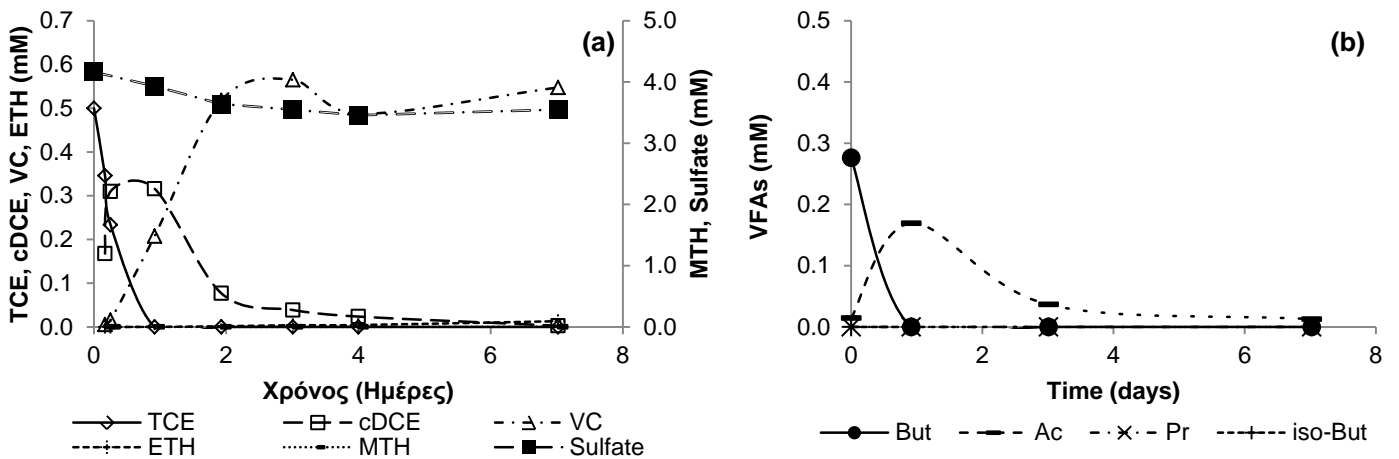 (a)
TCE, cDCE, VC, ETH (mM)
0.7
0.6
0.5
0.4
0.3
0.2
0.1
0.0
5.0
4.0
3.0
2.0
1.0
0.0
MTH, Sulfate (mM)
0 2 4 6 8
Χρόνος (Ημέρες)
TCE cDCE VC
ETH MTH Sulfate
(b)
VFAs (mM)
0.5
0.4
0.3
0.2
0.1
0.0
0 2 4 6 8
Time (days)
But Ac Pr iso-But